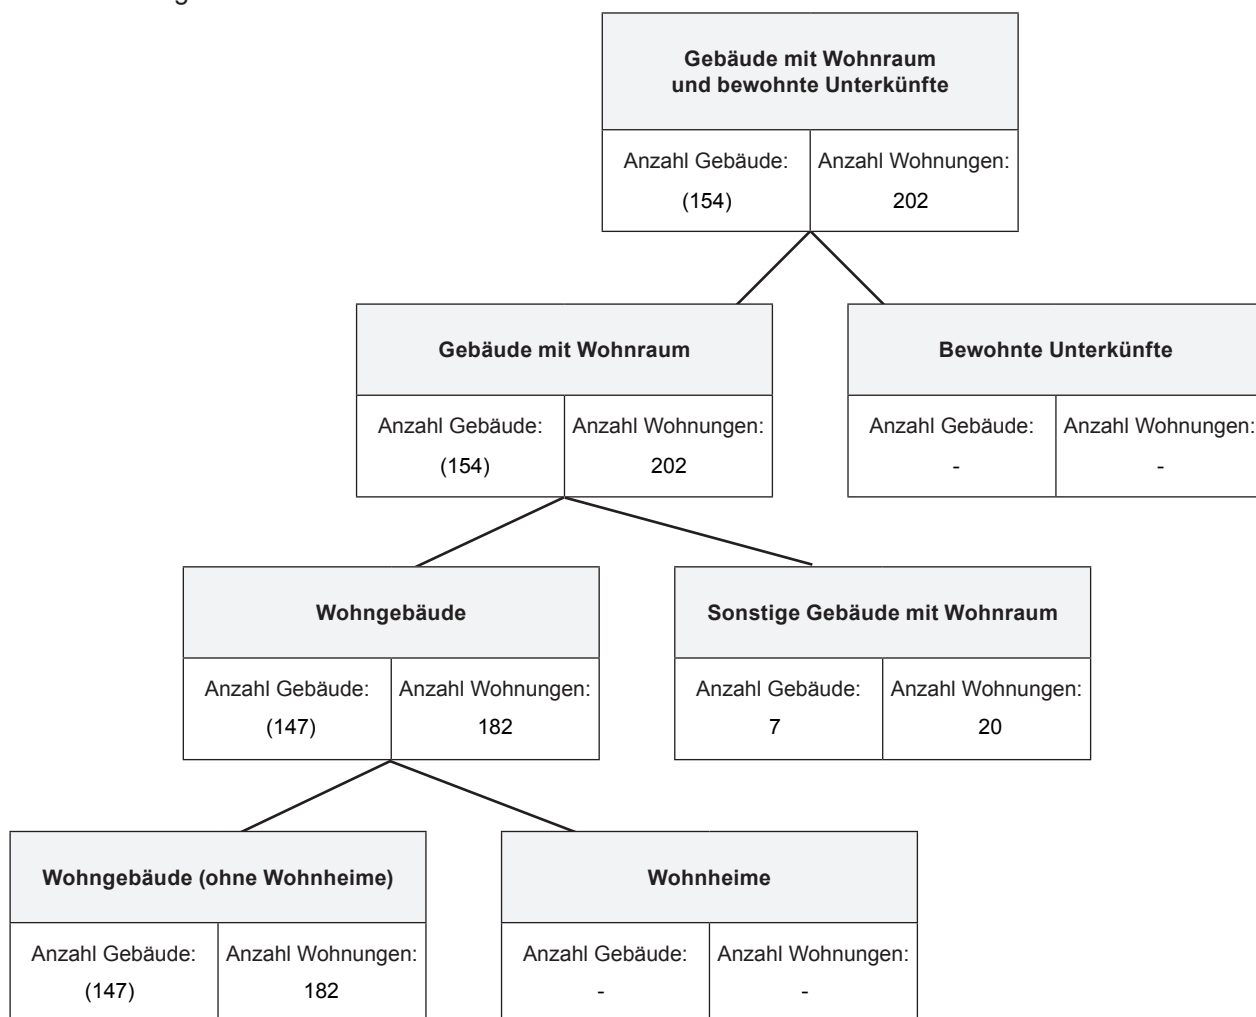 Gebäude mit Wohnraum
und bewohnte Unterkünfte
Anzahl Gebäude: Anzahl Wohnungen:
(154) 202
Gebäude mit Wohnraum
Anzahl Gebäude: Anzahl Wohnungen:
(154) 202
Bewohnte Unterkünfte
Anzahl Gebäude: Anzahl Wohnungen:
- -
Wohngebäude
Anzahl Gebäude: Anzahl Wohnungen:
(147) 182
Sonstige Gebäude mit Wohnraum
Anzahl Gebäude: Anzahl Wohnungen:
7 20
Wohngebäude (ohne Wohnheime)
Anzahl Gebäude: Anzahl Wohnungen:
(147) 182
Wohnheime
Anzahl Gebäude: Anzahl Wohnungen:
- -